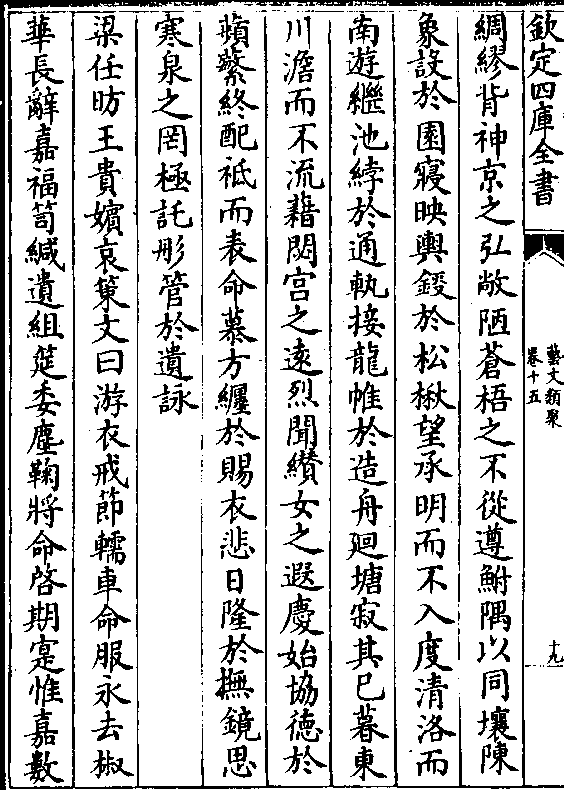 欽定四庫全書
藝文類聚
卷十五
十九
綢繆背神京之弘敞陋蒼梧之不從遵鮒隅以同壤陳
象設於園寢映輿鍐於松楸望承明而不入度清洛而
南遊繼池綍於通軌接龍帷於造舟廻塘寂其已暮東
川澹而不流藉閟宮之遠烈聞纘女之遐慶始協德於
蘋蘩終配祗而表命慕方纒於賜衣悲日隆於撫鏡思
寒泉之罔極託彤管於遺詠
梁任昉王貴嬪哀策文曰游衣戒節轜車命服永去椒
華長辭嘉福笥緘遺組筵委塵鞠將命啓期寔惟嘉數